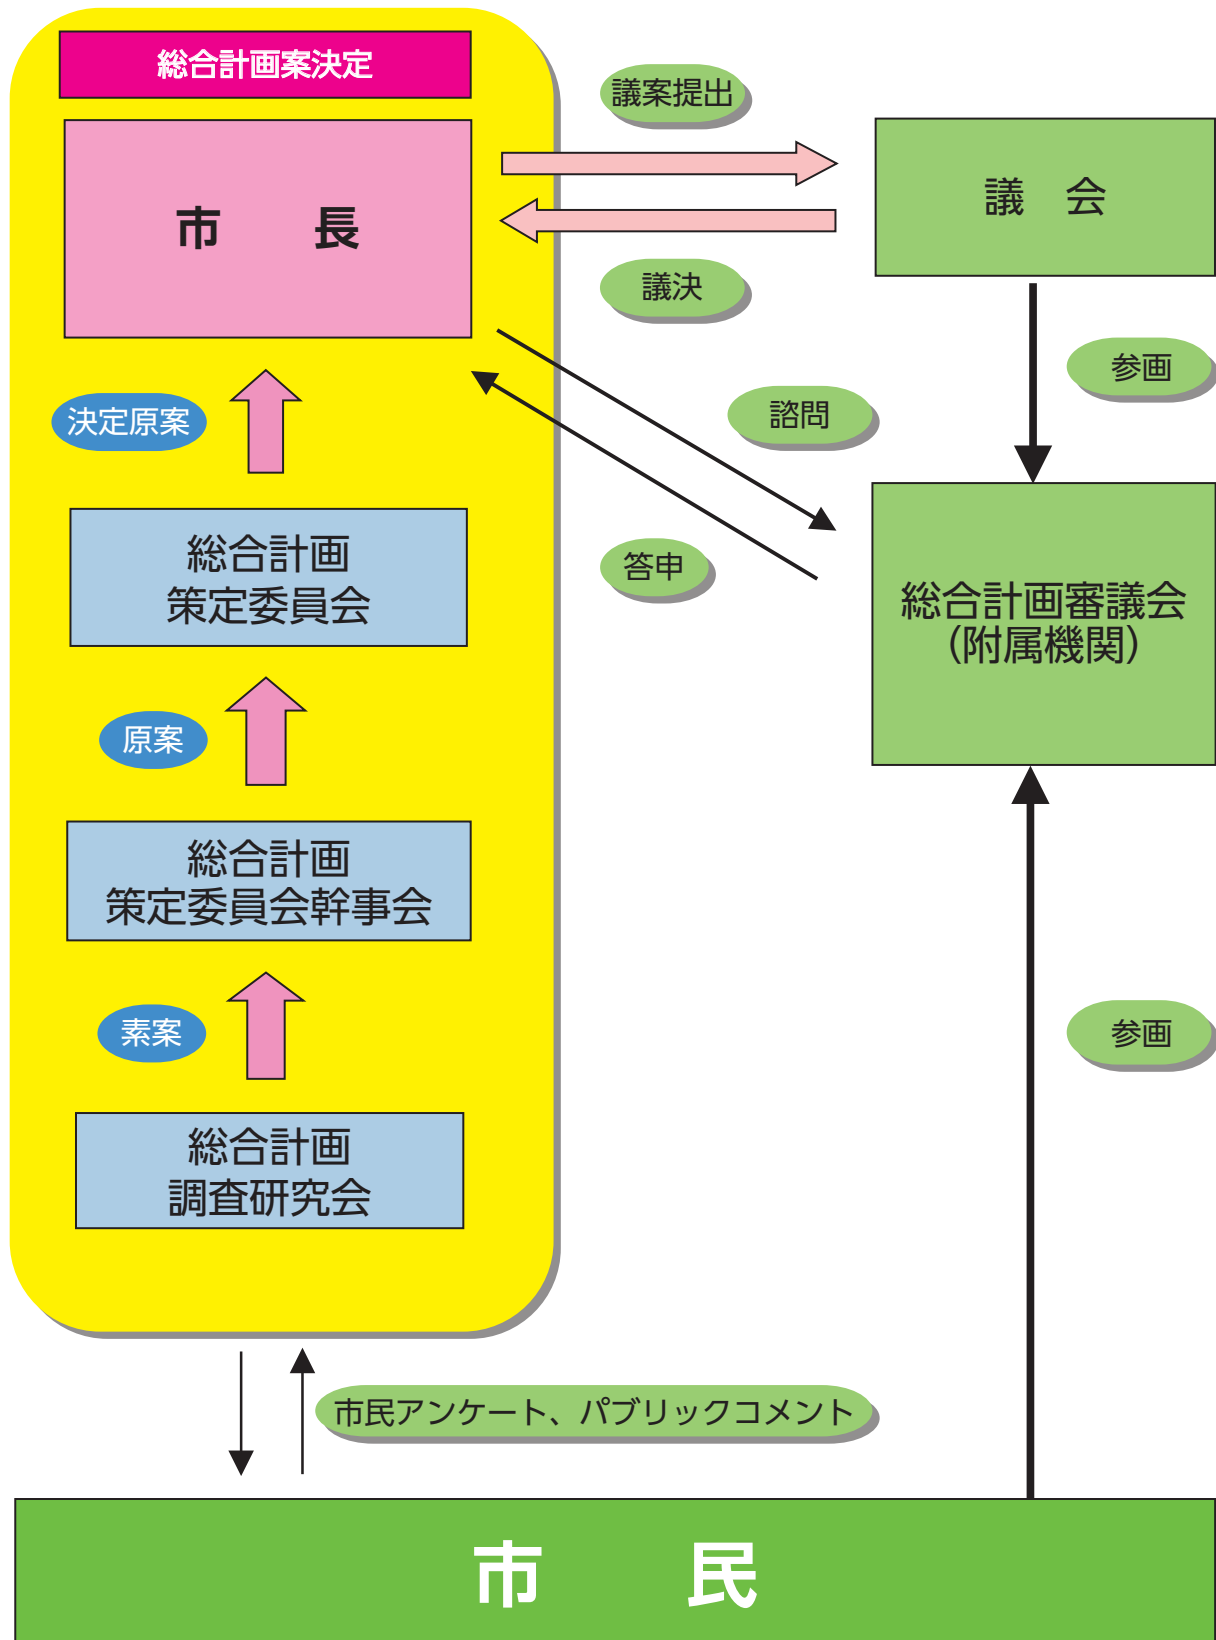 総合計画案決定
市　　長
議案提出
議決
議　会
参画
諮問
答申
決定原案
総合計画
策定委員会
総合計画審議会
（附属機関）
原案
総合計画
策定委員会幹事会
素案
参画
総合計画
調査研究会
市民アンケート、パブリックコメント
市　　民